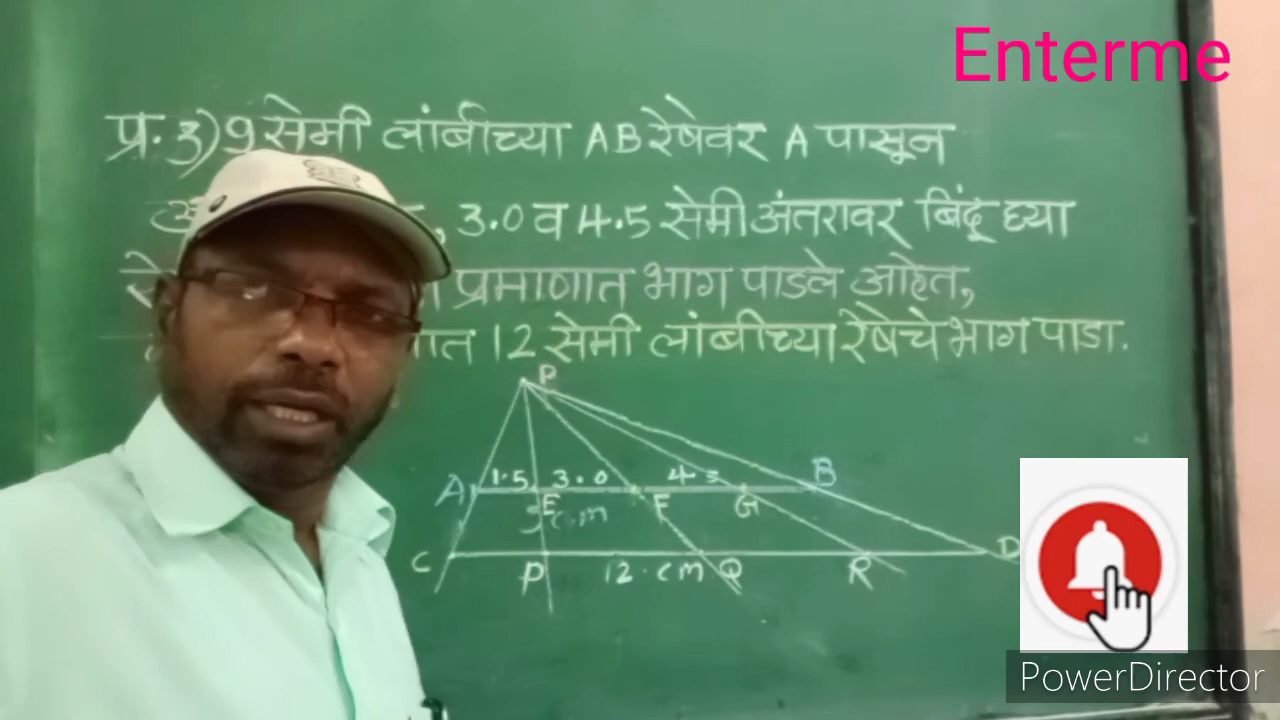 Enterme
प्र. ३) 9 सेमी लांबीच्या AB रेषेवर A पासून
, 3.0 व 4.5 सेमी अंतरावर बिंदू घ्या
प्रमाणात भाग पाडले आहेत,
12 सेमी लांबीच्या रेषेचे भाग पाडा.
P
A 1.5 3.0 4 B
E F G
cm
C P 12.cm Q R D
PowerDirector